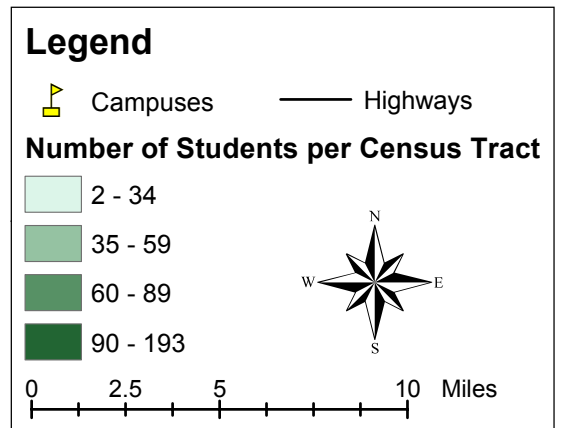 Legend
Campuses Highways
Number of Students per Census Tract
2 - 34
N
35 - 59
60 - 89
W E
90 - 193
S
0 2.5 5 10 Miles